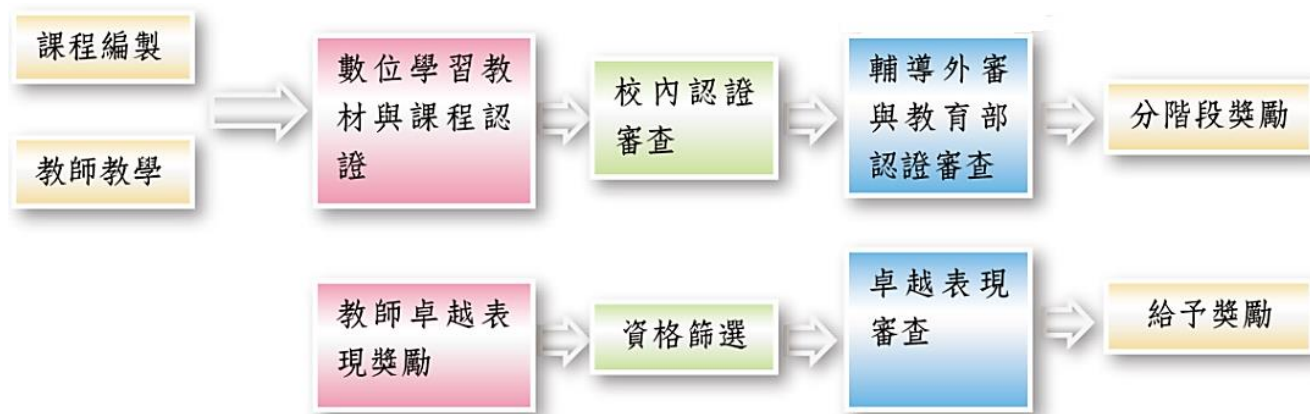 課程編製
教師教學
數位學習教
材與課程認
證
校內認證
審查
輔導外審
與教育部
認證審查
分階段獎勵
教師卓越表
現獎勵
資格篩選
卓越表現
審查
給予獎勵